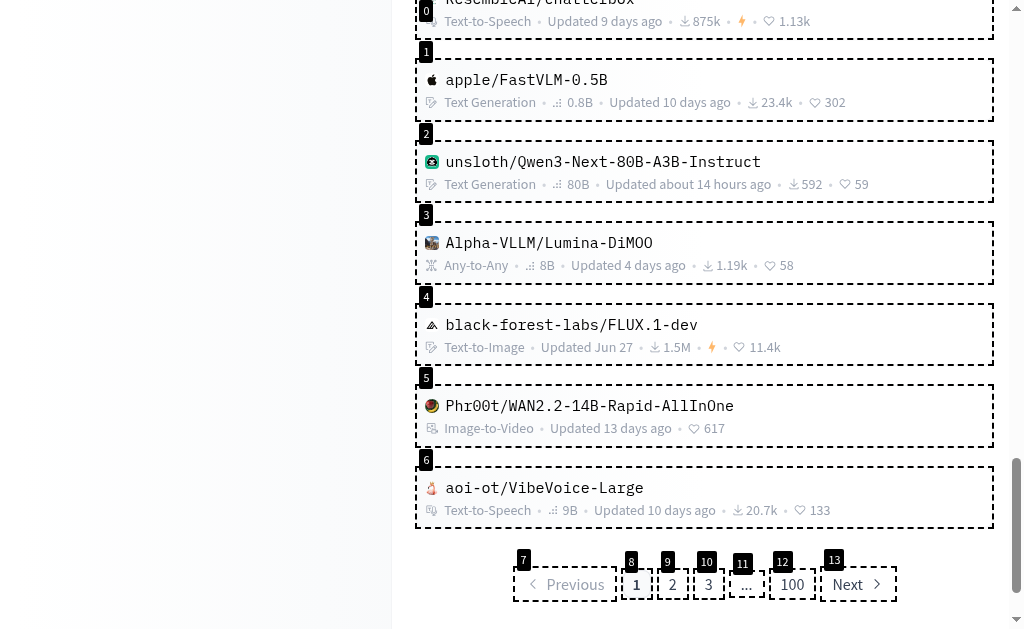 ResembleAI/chatterbox
0
Text-to-Speech • Updated 9 days ago • 875k • • 1.13k
1
apple/FastVLM-0.5B
Text Generation • 0.8B • Updated 10 days ago • 23.4k • 302
2
unsloth/Qwen3-Next-80B-A3B-Instruct
Text Generation • 80B • Updated about 14 hours ago • 592 • 59
3
Alpha-VLLM/Lumina-DiMOO
Any-to-Any • 8B • Updated 4 days ago • 1.19k • 58
4
black-forest-labs/FLUX.1-dev
Text-to-Image • Updated Jun 27 • 1.5M • • 11.4k
5
Phr00t/WAN2.2-14B-Rapid-AllInOne
Image-to-Video • Updated 13 days ago • 617
6
aoi-ot/VibeVoice-Large
Text-to-Speech • 9B • Updated 10 days ago • 20.7k • 133
7 8 9 10 11 12 13
Previous 1 2 3 ... 100 Next